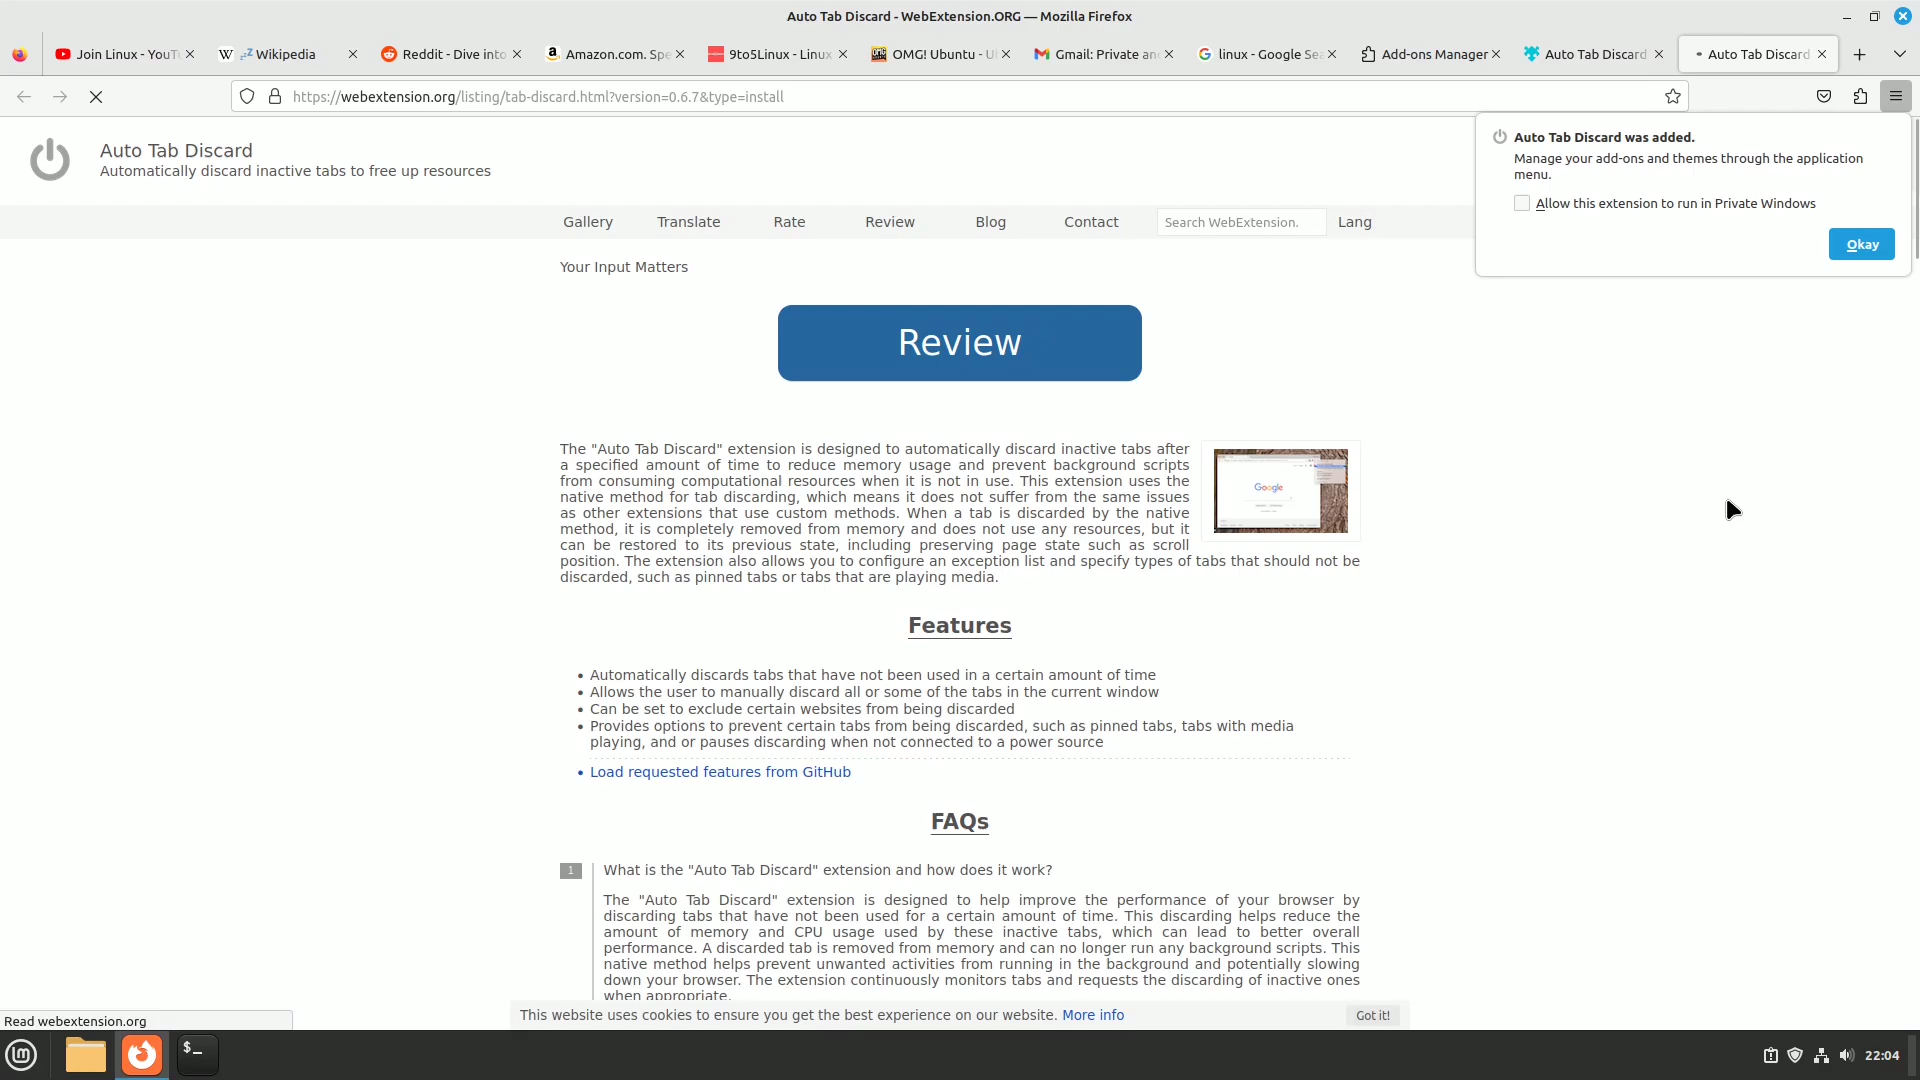 Auto Tab Discard - WebExtension.ORG — Mozilla Firefox
Join Linux - YouTu
Wikipedia
Reddit - Dive into
Amazon.com. Spe
9to5Linux - Linux
OMG! Ubuntu - U
Gmail: Private and
linux - Google Sea
Add-ons Manager
Auto Tab Discard
Auto Tab Discard
https://webextension.org/listing/tab-discard.html?version=0.6.7&type=install
Auto Tab Discard
Automatically discard inactive tabs to free up resources
Auto Tab Discard was added.
Manage your add-ons and themes through the application
menu.
Allow this extension to run in Private Windows
Okay
Gallery Translate Rate Review Blog Contact Search WebExtension. Lang
Your Input Matters
Review
The "Auto Tab Discard" extension is designed to automatically discard inactive tabs after
a specified amount of time to reduce memory usage and prevent background scripts
from consuming computational resources when it is not in use. This extension uses the
native method for tab discarding, which means it does not suffer from the same issues
as other extensions that use custom methods. When a tab is discarded by the native
method, it is completely removed from memory and does not use any resources, but it
can be restored to its previous state, including preserving page state such as scroll
position. The extension also allows you to configure an exception list and specify types of tabs that should not be
discarded, such as pinned tabs or tabs that are playing media.
Google
Features
• Automatically discards tabs that have not been used in a certain amount of time
• Allows the user to manually discard all or some of the tabs in the current window
• Can be set to exclude certain websites from being discarded
• Provides options to prevent certain tabs from being discarded, such as pinned tabs, tabs with media
playing, and or pauses discarding when not connected to a power source
• Load requested features from GitHub
FAQs
1 What is the "Auto Tab Discard" extension and how does it work?
The "Auto Tab Discard" extension is designed to help improve the performance of your browser by
discarding tabs that have not been used for a certain amount of time. This discarding helps reduce the
amount of memory and CPU usage used by these inactive tabs, which can lead to better overall
performance. A discarded tab is removed from memory and can no longer run any background scripts. This
native method helps prevent unwanted activities from running in the background and potentially slowing
down your browser. The extension continuously monitors tabs and requests the discarding of inactive ones
when appropriate.
This website uses cookies to ensure you get the best experience on our website. More info Got it!
Read webextension.org
22:04